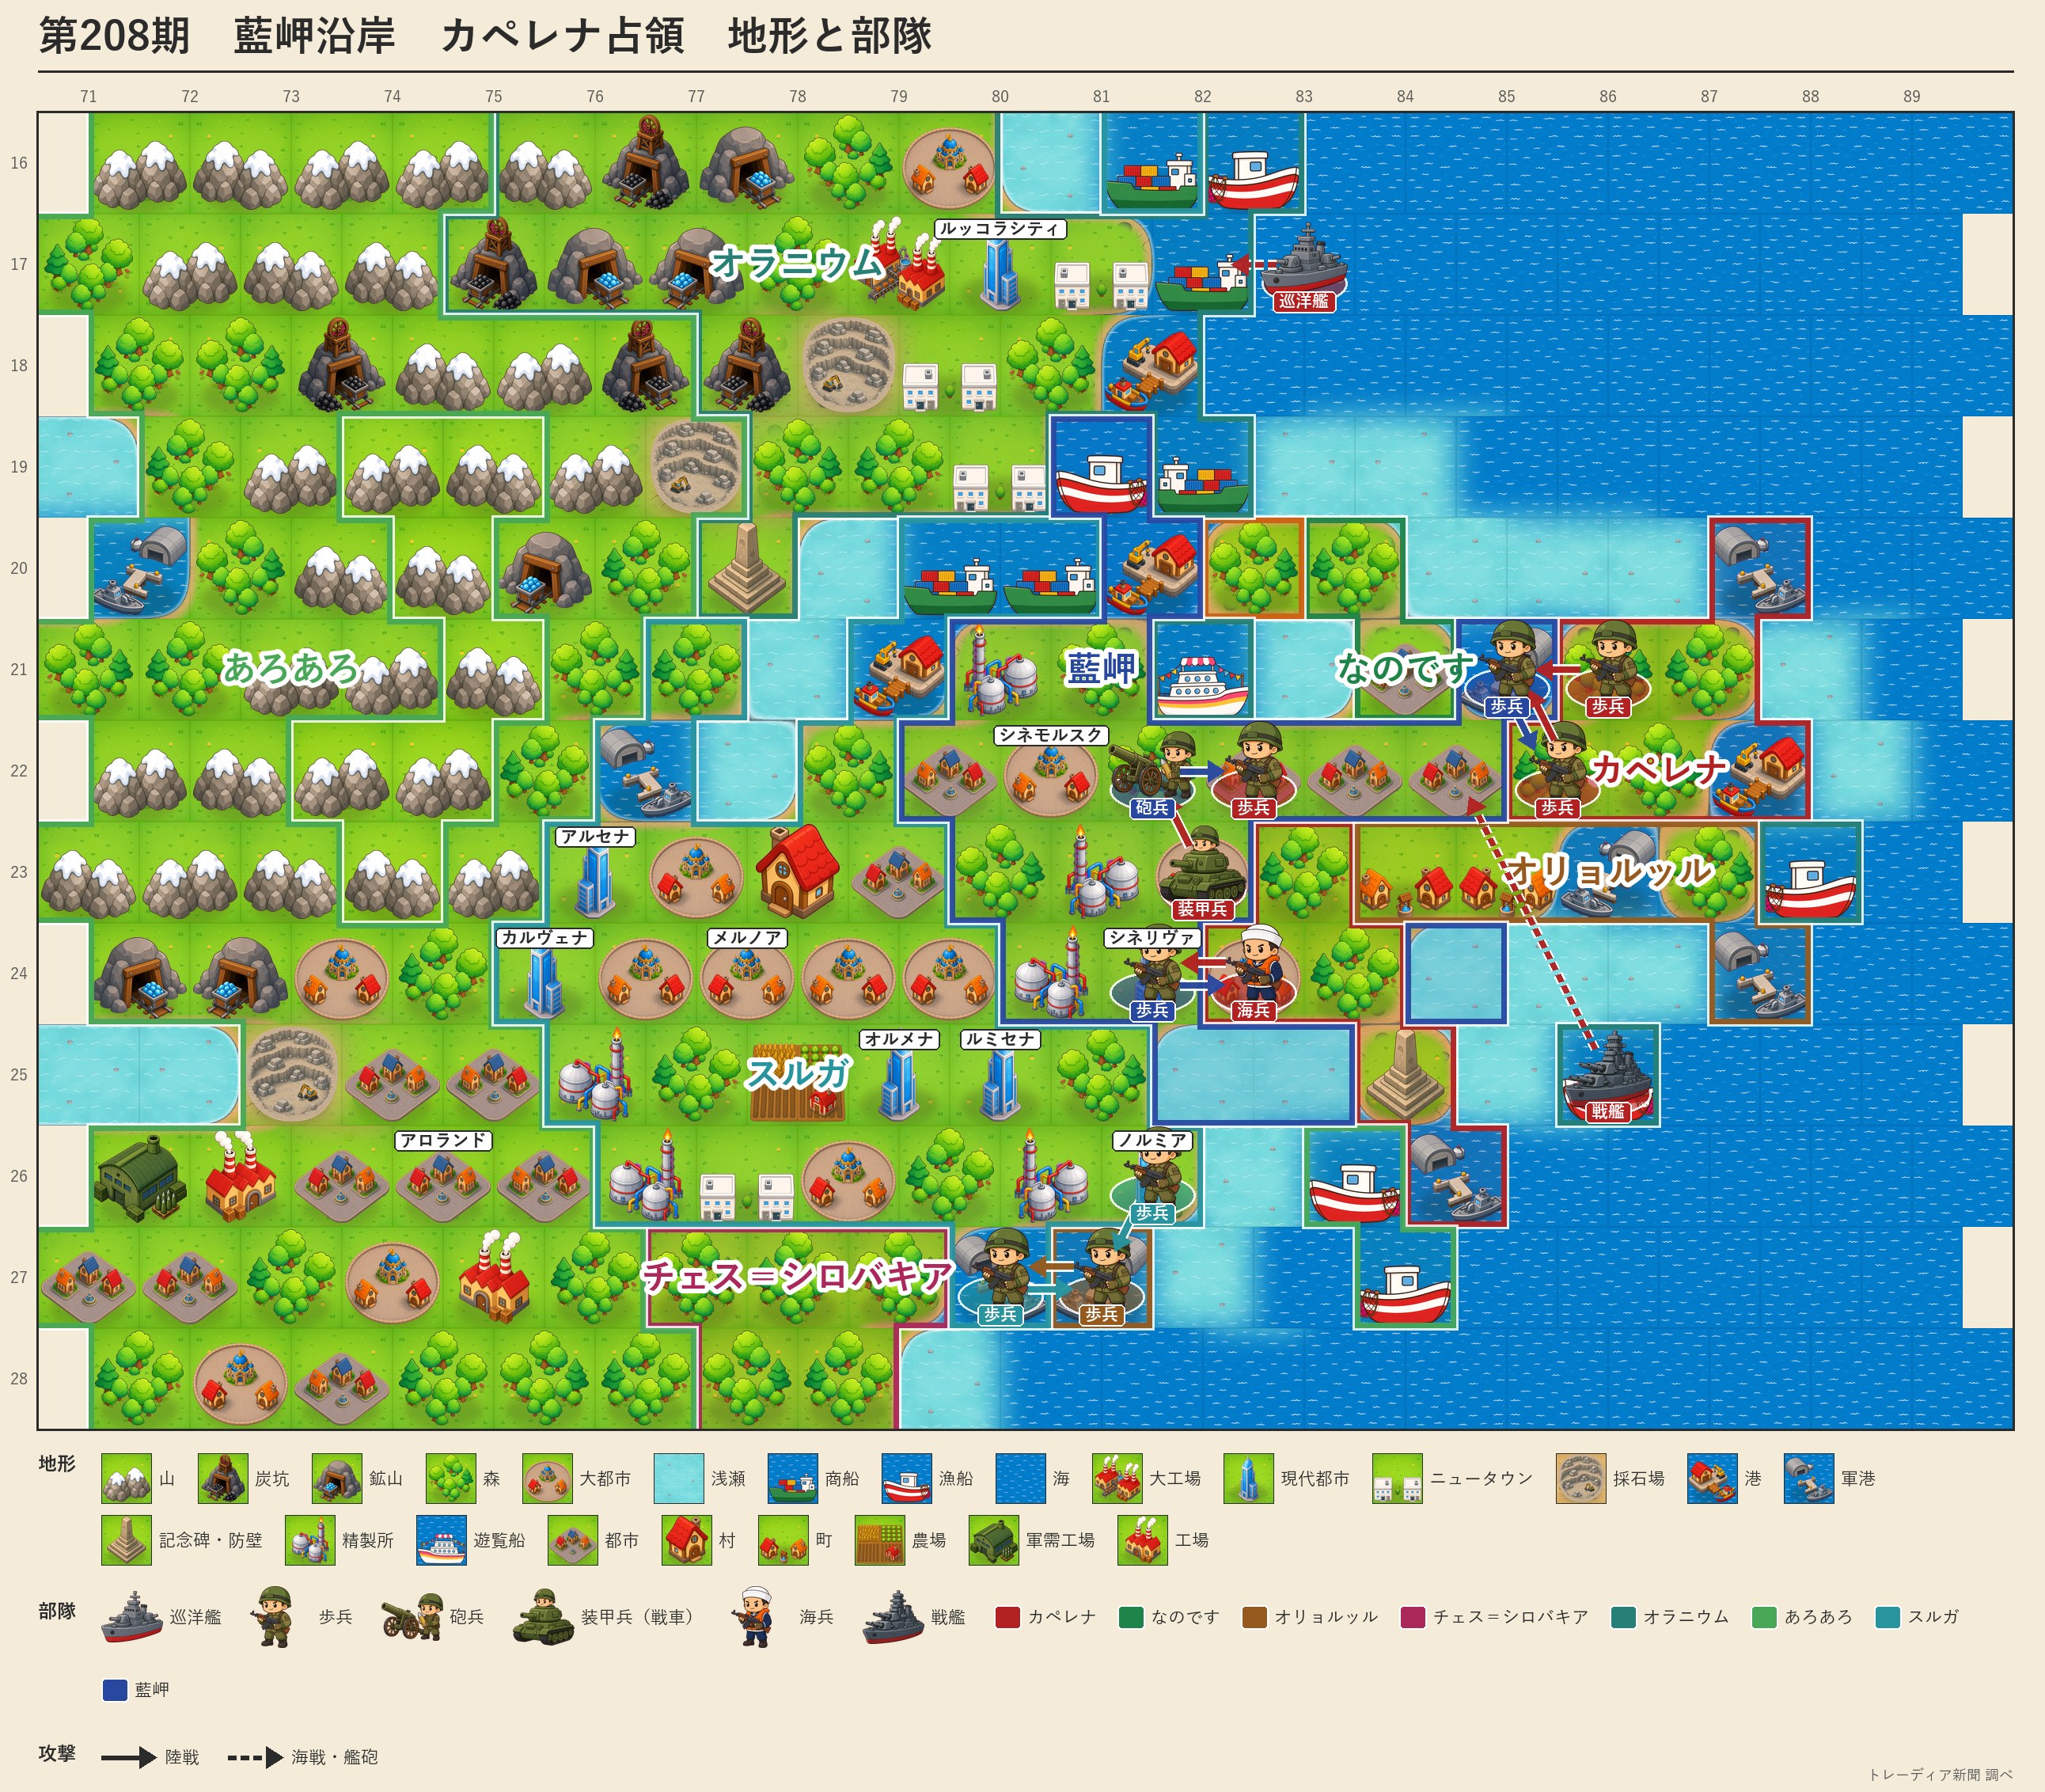 第208期　藍岬沿岸　カペレナ占領　地形と部隊
71 72 73 74 75 76 77 78 79 80 81 82 83 84 85 86 87 88 89
16
17
オラニウム
ルッコラシティ
巡洋艦
18
19
20
21
あろあろ
藍岬
なのです
歩兵
歩兵
22
シネモルスク
砲兵
歩兵
歩兵
カペレナ
23
アルセナ
装甲兵
オリョルッル
24
カルヴェナ
メルノア
シネリヴァ
歩兵
海兵
25
スルガ
オルメナ
ルミセナ
戦艦
26
アロランド
ノルミア
歩兵
27
チェス＝シロバキア
歩兵
歩兵
28
地形 山 炭坑 鉱山 森 大都市 浅瀬 商船 漁船 海 大工場 現代都市 ニュータウン 採石場 港 軍港
記念碑・防壁 精製所 遊覧船 都市 村 町 農場 軍需工場 工場
部隊 巡洋艦 歩兵 砲兵 装甲兵（戦車） 海兵 戦艦 カペレナ なのです オリョルッル チェス＝シロバキア オラニウム あろあろ スルガ
藍岬
攻撃 陸戦 海戦・艦砲
トレーディア新聞 調べ